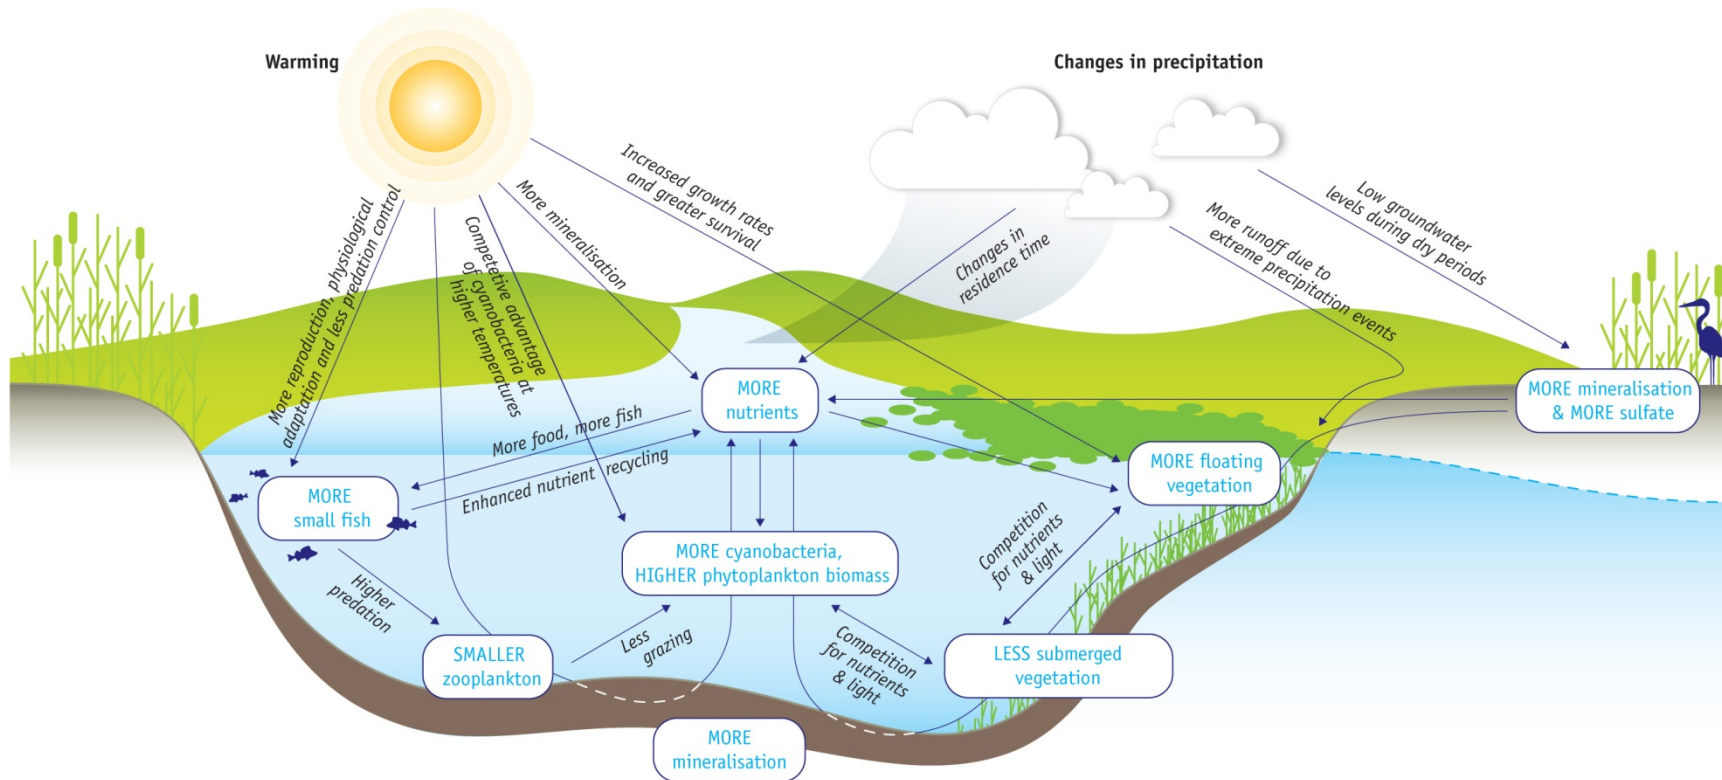 Warming
Changes in precipitation
More reproduction, physiological
adaptation and less predation control
Competetive advantage
of cyanobacteria at
higher temperatures
More mineralisation
Increased growth rates
and greater survival
Changes in
residence time
More runoff due to
extreme precipitation events
Low groundwater
levels during dry periods
MORE
nutrients
MORE mineralisation
& MORE sulfate
More food, more fish
Enhanced nutrient recycling
MORE floating
vegetation
MORE
small fish
MORE cyanobacteria,
HIGHER phytoplankton biomass
Competition
for nutrients
& light
Higher
predation
Less
grazing
Competition
for nutrients
& light
SMALLER
zooplankton
LESS submerged
vegetation
MORE
mineralisation